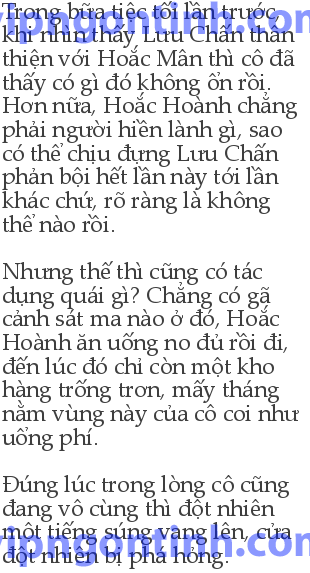 Trong bữa tiệc tối lần trước,
khi nhìn thấy Lưu Chấn thân
thiện với Hoắc Mân thì cô đã
thấy có gì đó không ổn rồi.
Hơn nữa, Hoắc Hoành chẳng
phải người hiền lành gì, sao
có thể chịu đựng Lưu Chấn
phản bội hết lần này tới lần
khác chứ, rõ ràng là không
thể nào rồi.
Nhưng thế thì cũng có tác
dụng quái gì? Chẳng có gã
cảnh sát ma nào ở đó, Hoắc
Hoành ăn uống no đủ rồi đi,
đến lúc đó chỉ còn một kho
hàng trống trơn, mấy tháng
nằm vùng này của cô coi như
uổng phí.
Đúng lúc trong lòng cô cũng
đang vô cùng thì đột nhiên
một tiếng súng vang lên, cửa
đột nhiên bị phá hỏng.
vipngontinh.com